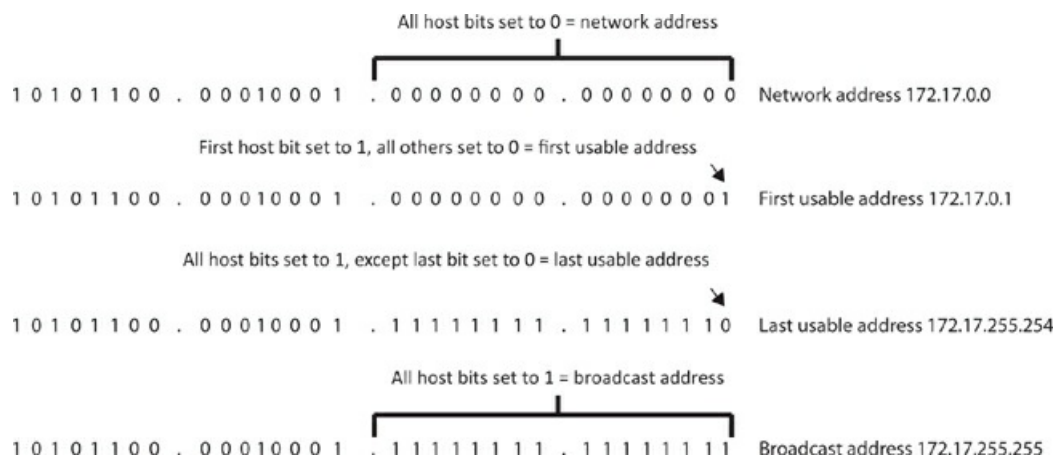 All host bits set to 0 = network address
1 0 1 0 1 1 0 0 . 0 0 0 1 0 0 0 1 . 0 0 0 0 0 0 0 0 . 0 0 0 0 0 0 0 0 Network address 172.17.0.0
First host bit set to 1, all others set to 0 = first usable address
1 0 1 0 1 1 0 0 . 0 0 0 1 0 0 0 1 . 0 0 0 0 0 0 0 0 . 0 0 0 0 0 0 0 1 First usable address 172.17.0.1
All host bits set to 1, except last bit set to 0 = last usable address
1 0 1 0 1 1 0 0 . 0 0 0 1 0 0 0 1 . 1 1 1 1 1 1 1 1 . 1 1 1 1 1 1 1 0 Last usable address 172.17.255.254
All host bits set to 1 = broadcast address
1 0 1 0 1 1 0 0 . 0 0 0 1 0 0 0 1 . 1 1 1 1 1 1 1 1 . 1 1 1 1 1 1 1 1 Broadcast address 172.17.255.255